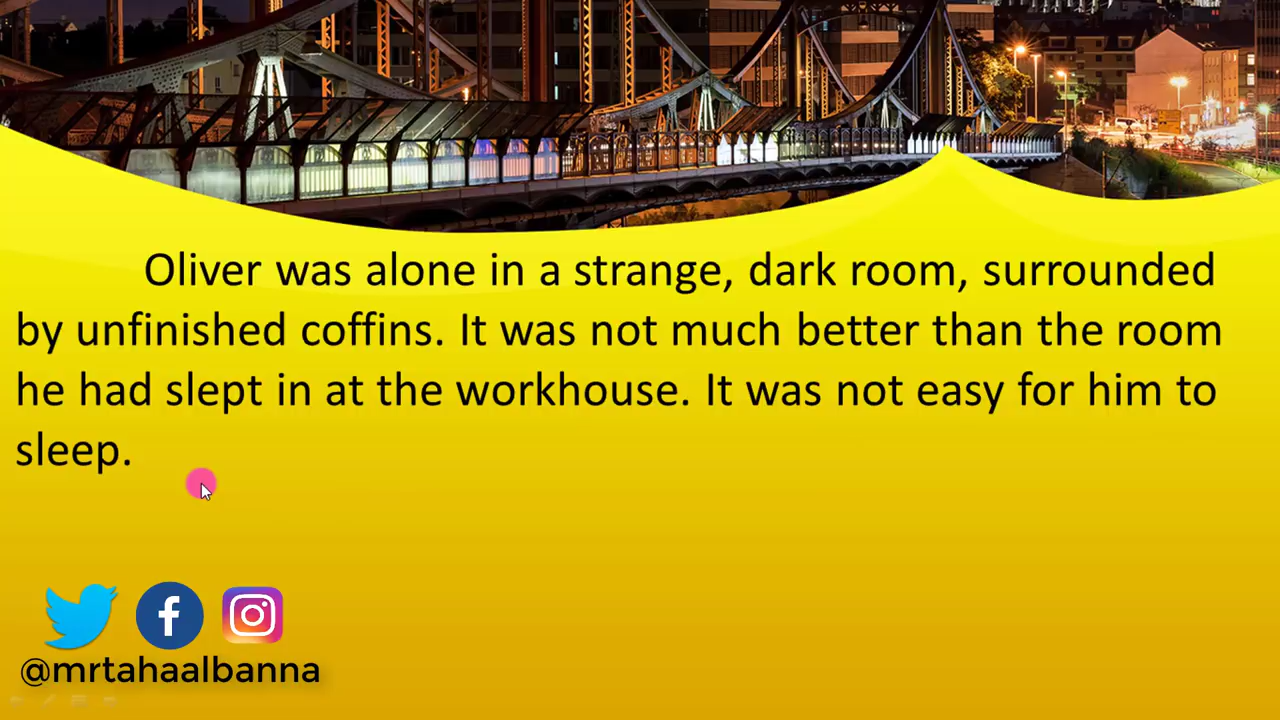 Oliver was alone in a strange, dark room, surrounded
by unfinished coffins. It was not much better than the room
he had slept in at the workhouse. It was not easy for him to
sleep.
@mrtahaalbanna